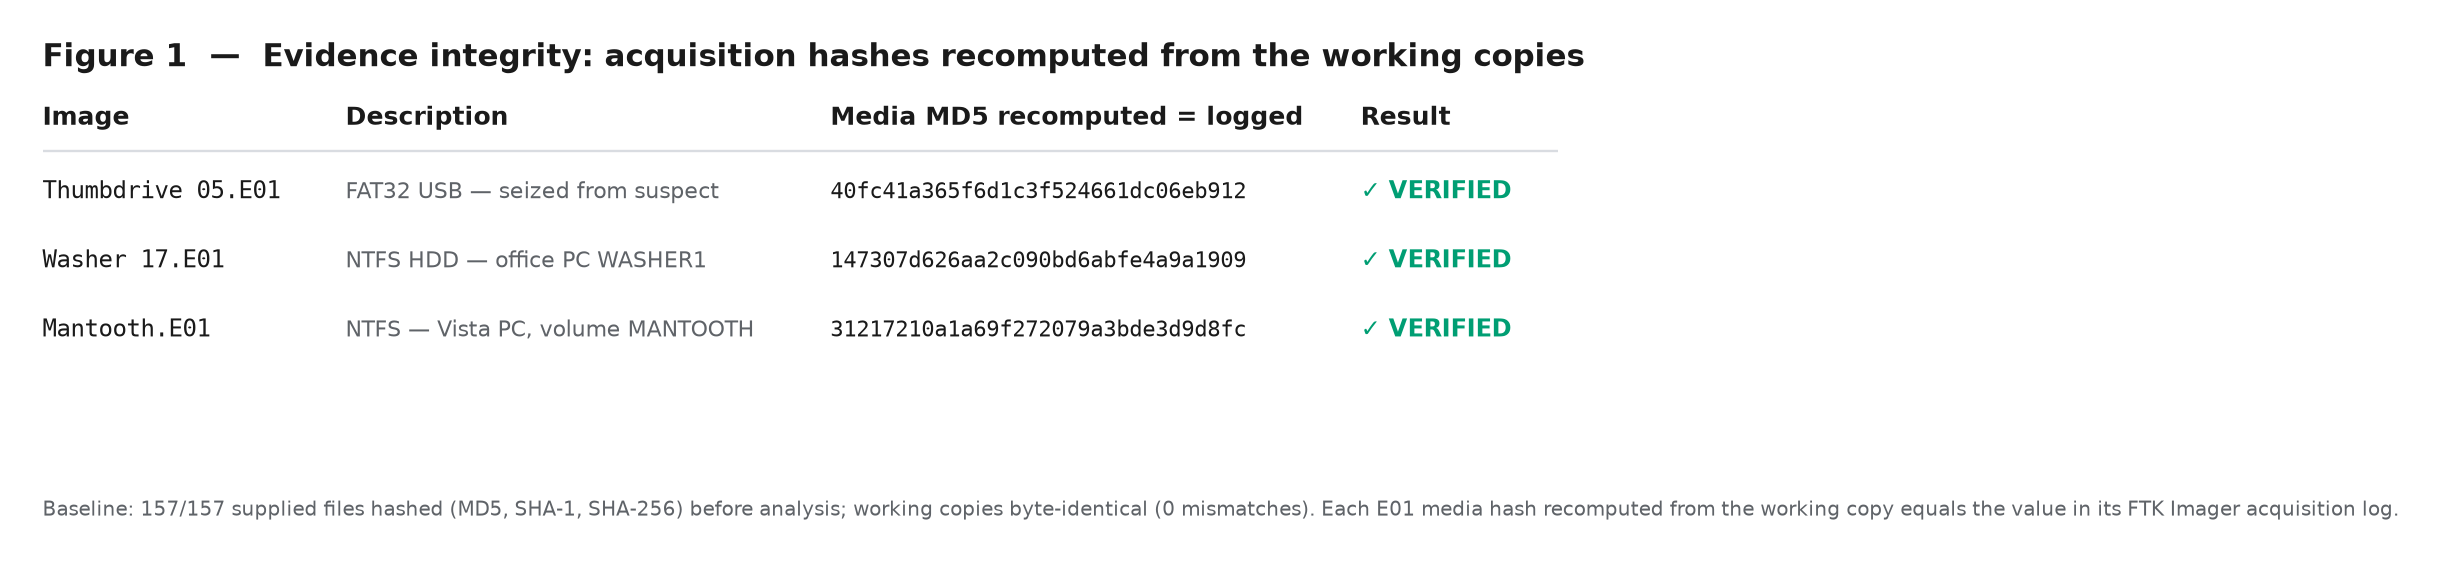 Figure 1 — Evidence integrity: acquisition hashes recomputed from the working copies
Image Description Media MD5 recomputed = logged Result
Thumbdrive 05.E01 FAT32 USB — seized from suspect 40fc41a365f6d1c3f524661dc06eb912 ✓ VERIFIED
Washer 17.E01 NTFS HDD — office PC WASHER1 147307d626aa2c090bd6abfe4a9a1909 ✓ VERIFIED
Mantooth.E01 NTFS — Vista PC, volume MANTOOTH 31217210a1a69f272079a3bde3d9d8fc ✓ VERIFIED
Baseline: 157/157 supplied files hashed (MD5, SHA-1, SHA-256) before analysis; working copies byte-identical (0 mismatches). Each E01 media hash recomputed from the working copy equals the value in its FTK Imager acquisition log.